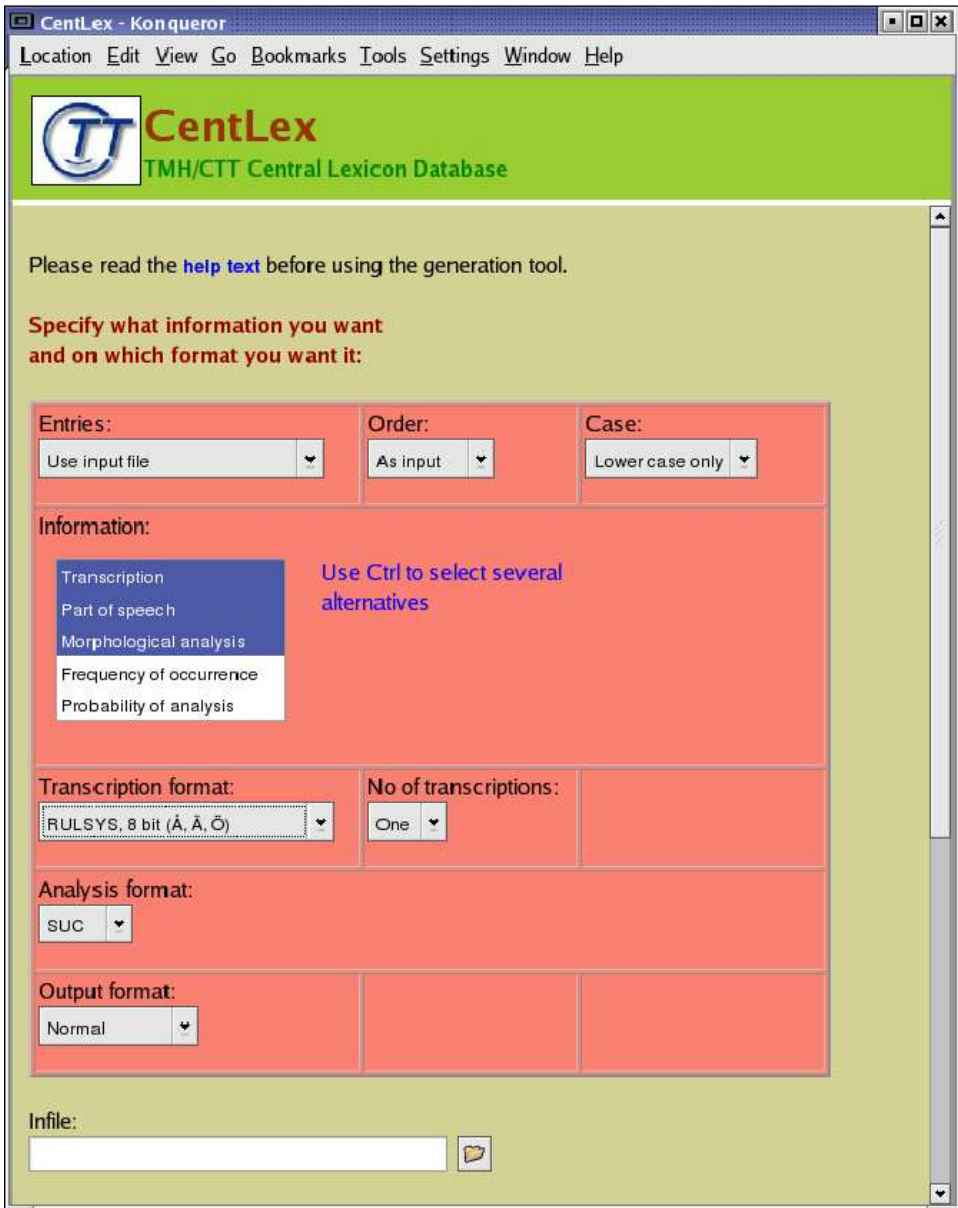 CentLex - Konqueror
Location Edit View Go Bookmarks Tools Settings Window Help
CTT
CentLex
TMH/CTT Central Lexicon Database
Please read the help text before using the generation tool.
Specify what information you want
and on which format you want it:
Entries: Order: Case:
Use input file As input Lower case only
Information:
Transcription
Part of speech
Morphological analysis
Frequency of occurrence
Probability of analysis
Use Ctrl to select several
alternatives
Transcription format: No of transcriptions:
RULSYS, 8 bit (Å, Ä, Ö) One
Analysis format:
SUC
Output format:
Normal
Infile: